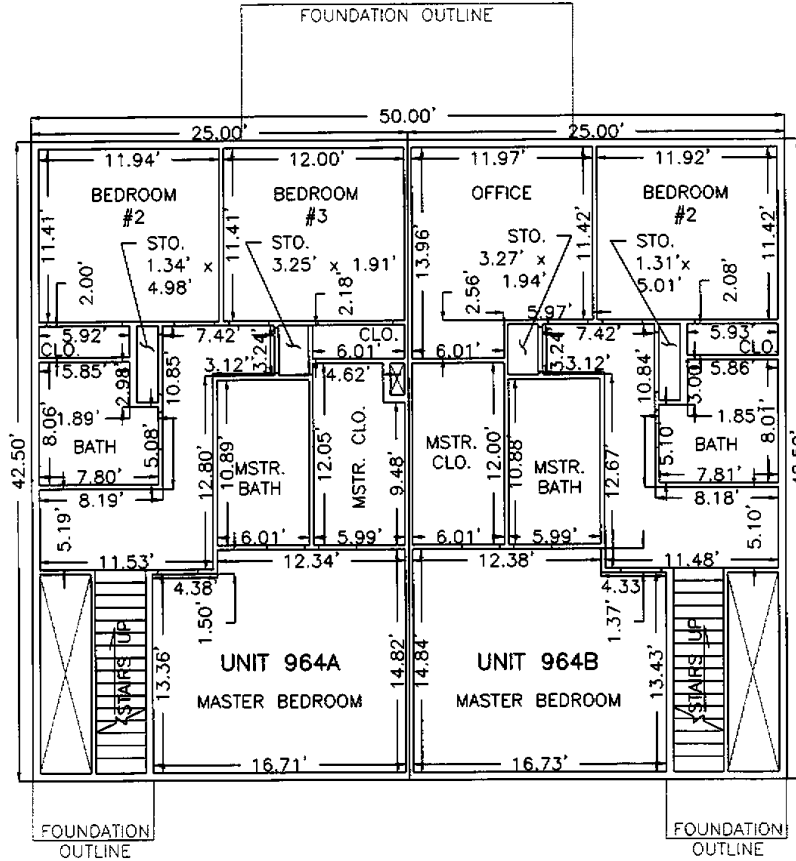 FOUNDATION OUTLINE
50.00'
25.00' 25.00'
11.94' 12.00' 11.97' 11.92'
BEDROOM
#2
BEDROOM
#3
OFFICE
BEDROOM
#2
11.41'
11.41'
13.96'
11.42'
11.42'
STO.
1.34' x
4.98'
STO.
3.25' x 1.91'
STO.
3.27' x
1.94'
STO.
1.31' x
5.01'
2.00'
2.18'
2.56'
2.08'
5.97'
5.92' 7.42' 3.24' CLO. 7.42' 5.93'
CLO.
6.01' 6.01'
3.24'
CLO.
5.85' 2.98' 10.85' 3.12' 4.62' 3.12' 10.84' 3.00' 5.86'
8.06' 1.89' 1.85' 8.01'
BATH
5.08'
12.80'
10.89'
MSTR.
BATH
12.05
MSTR. CLO.
9.48'
MSTR.
CLO.
12.00'
10.88'
MSTR.
BATH
12.67'
5.10'
BATH
7.80' 7.81'
8.19' 8.18'
42.50'
5.19' 6.01' 5.99' 6.01' 5.99' 5.10'
11.53' 12.34' 12.38' 11.48'
4.38' 4.33'
1.50' 1.37'
STAIRS UP
13.36'
UNIT 964A
MASTER BEDROOM
14.82'
14.84'
UNIT 964B
MASTER BEDROOM
13.43'
STAIRS UP
16.71' 16.73'
FOUNDATION
OUTLINE
FOUNDATION
OUTLINE